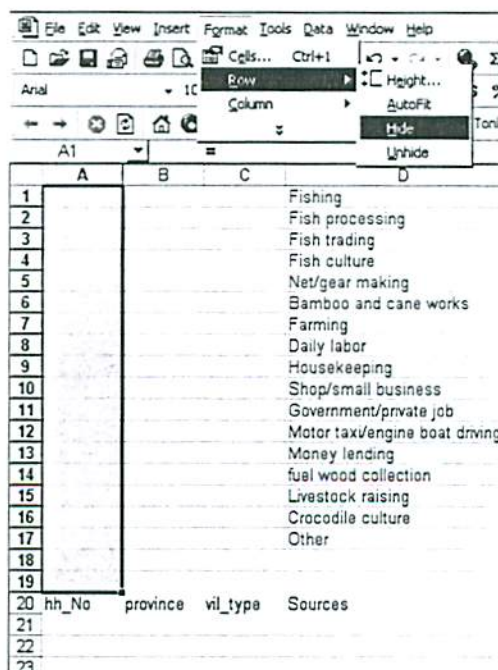 File Edit View Insert Format Tools Data Window Help
Cells... Ctrl+1
Arial 10 Row Height...
Column AutoFit
Hide
Unhide
A1 =
A B C D
1 Fishing
2 Fish processing
3 Fish trading
4 Fish culture
5 Net/gear making
6 Bamboo and cane works
7 Farming
8 Daily labor
9 Housekeeping
10 Shop/small business
11 Government/private job
12 Motor taxi/engine boat driving
13 Money lending
14 fuel wood collection
15 Livestock raising
16 Crocodile culture
17 Other
18
19
20 hh_No province vil_type Sources
21
22
23